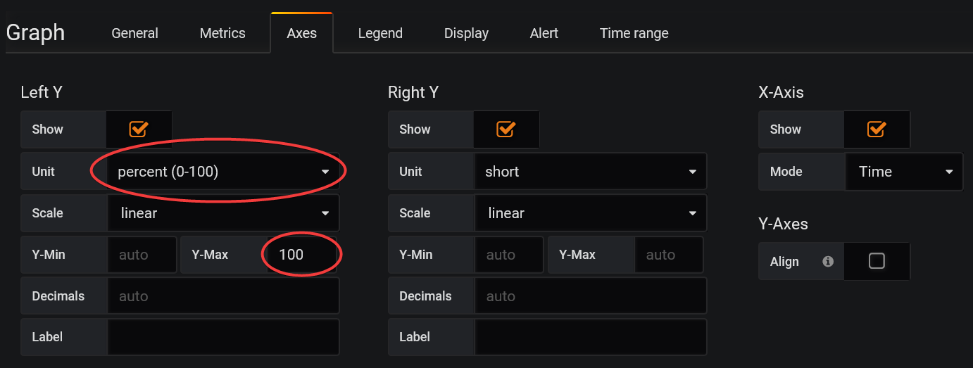 Graph General Metrics Axes Legend Display Alert Time range
Left Y
Show
Unit percent (0-100)
Scale linear
Y-Min auto Y-Max 100
Decimals auto
Label
Right Y
Show
Unit short
Scale linear
Y-Min auto Y-Max auto
Decimals auto
Label
X-Axis
Show
Mode Time
Y-Axes
Align